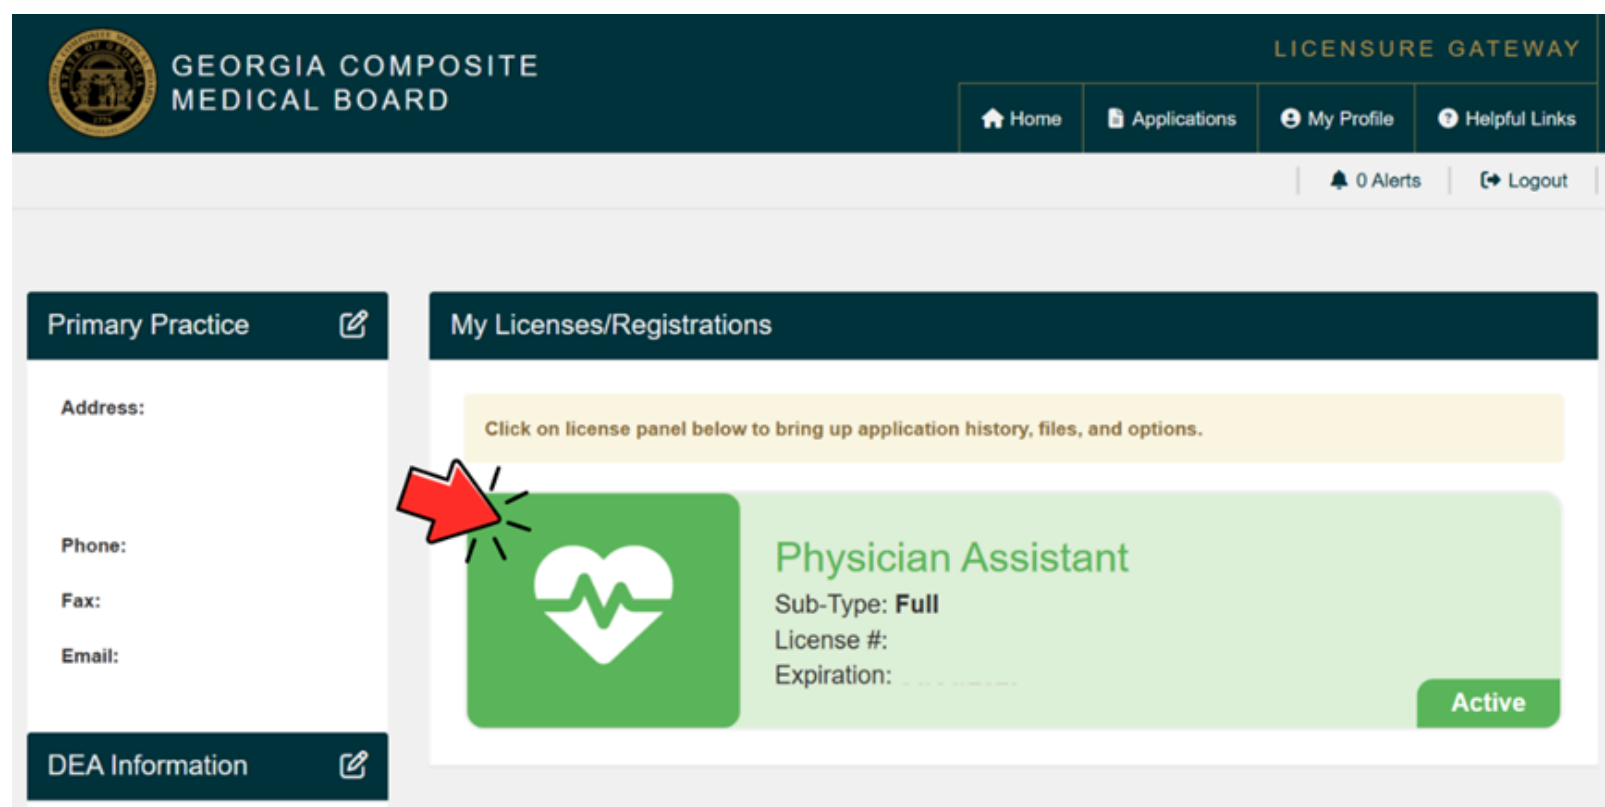 GEORGIA COMPOSITE
MEDICAL BOARD
LICENSURE GATEWAY
Home
Applications
My Profile
Helpful Links
0 Alerts
Logout
Primary Practice
Address:
Phone:
Fax:
Email:
DEA Information
My Licenses/Registrations
Click on license panel below to bring up application history, files, and options.
Physician Assistant
Sub-Type: Full
License #:
Expiration:
Active